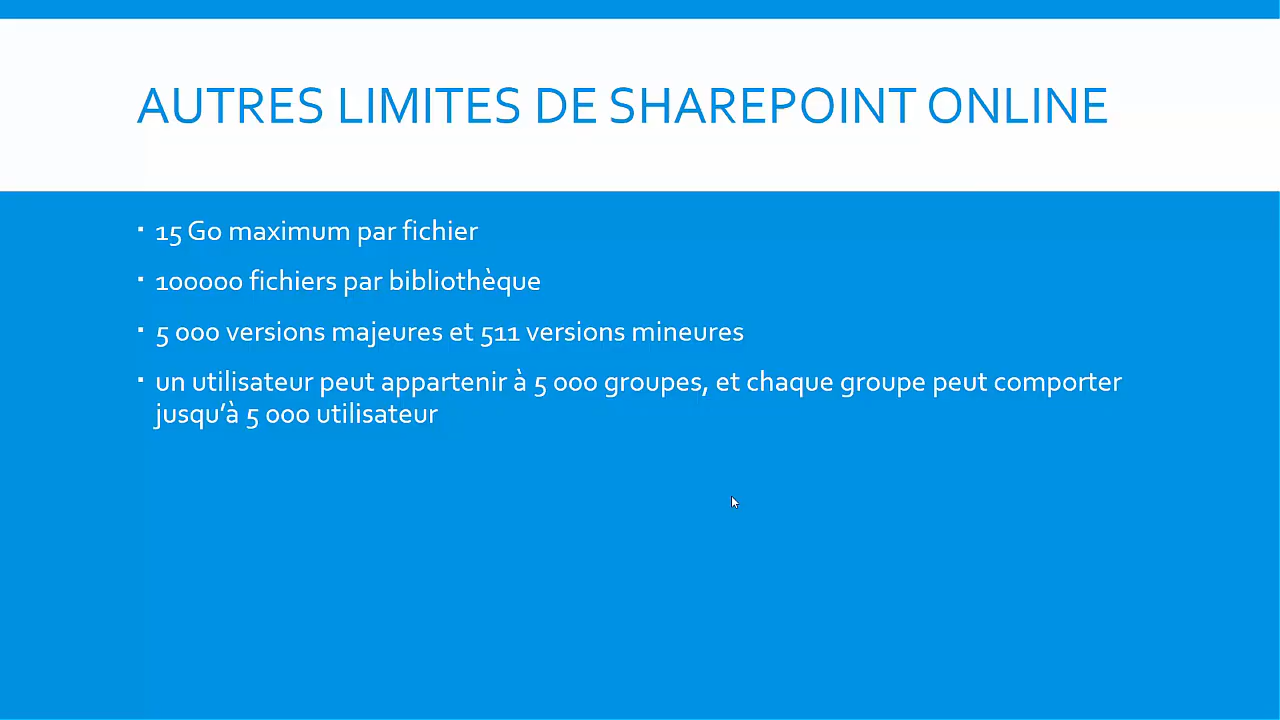 AUTRES LIMITES DE SHAREPOINT ONLINE
▪ 15 Go maximum par fichier
▪ 100000 fichiers par bibliothèque
▪ 5 000 versions majeures et 511 versions mineures
▪ un utilisateur peut appartenir à 5 000 groupes, et chaque groupe peut comporter
jusqu’à 5 000 utilisateur